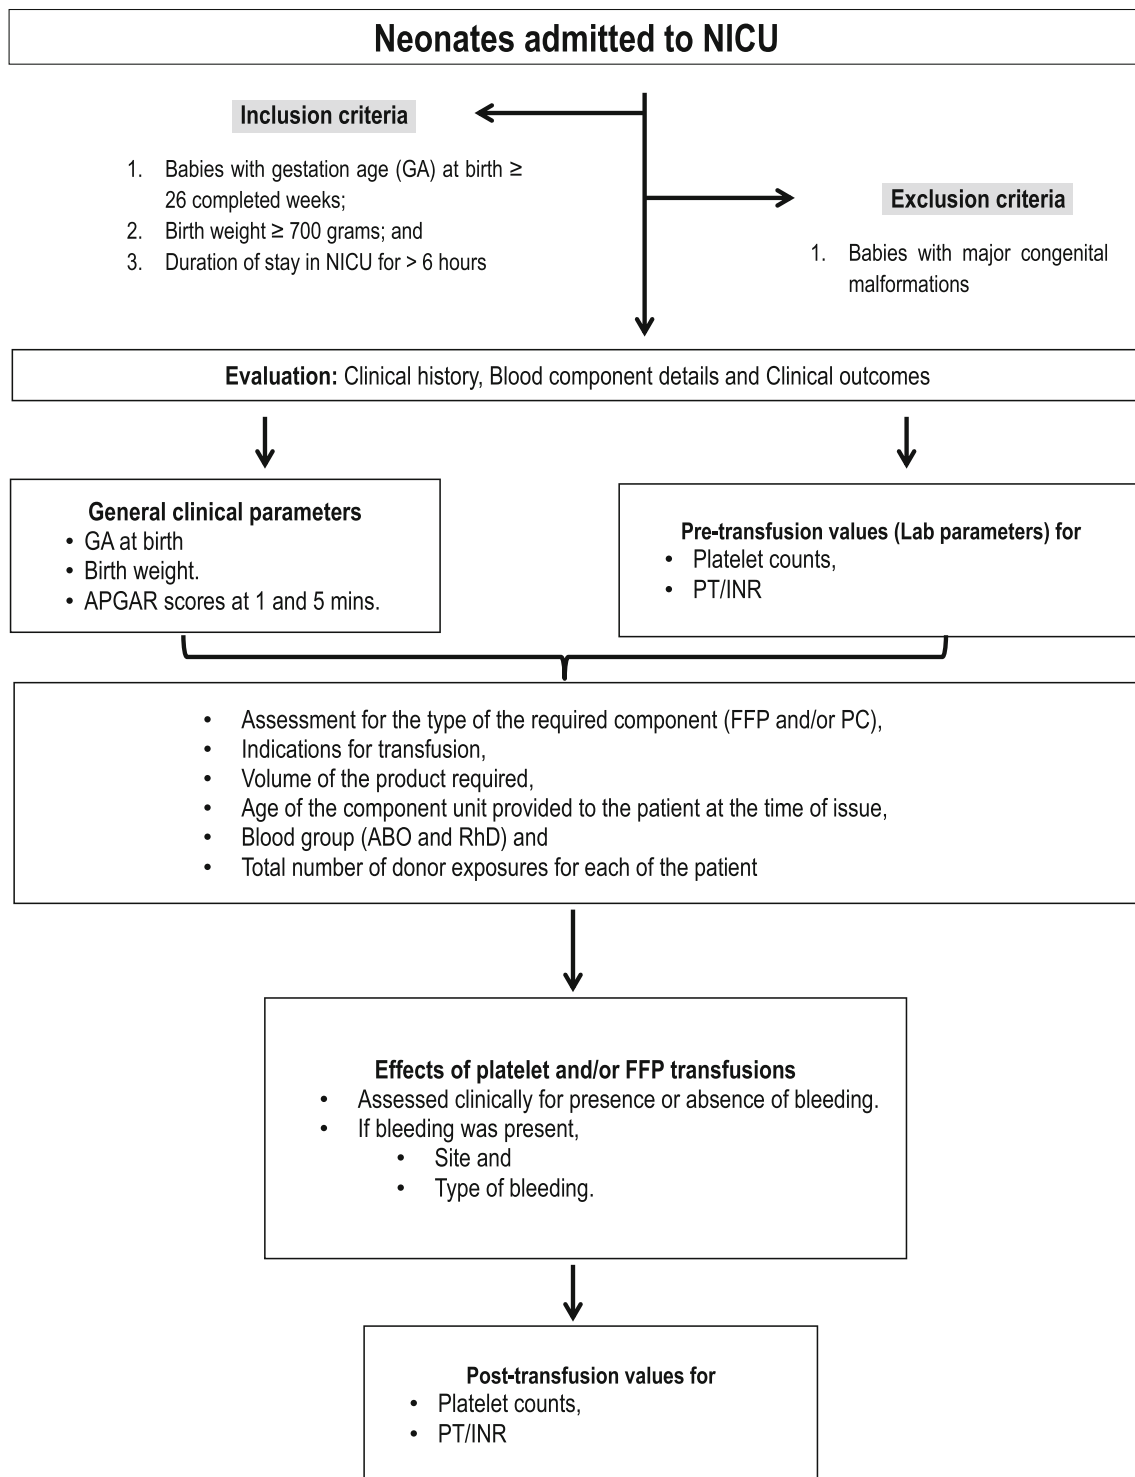 Neonates admitted to NICU
Inclusion criteria
1. Babies with gestation age (GA) at birth ≥
26 completed weeks;
2. Birth weight ≥ 700 grams; and
3. Duration of stay in NICU for > 6 hours
Exclusion criteria
1. Babies with major congenital
malformations
Evaluation: Clinical history, Blood component details and Clinical outcomes
General clinical parameters
• GA at birth
• Birth weight.
• APGAR scores at 1 and 5 mins.
Pre-transfusion values (Lab parameters) for
• Platelet counts,
• PT/INR
• Assessment for the type of the required component (FFP and/or PC),
• Indications for transfusion,
• Volume of the product required,
• Age of the component unit provided to the patient at the time of issue,
• Blood group (ABO and RhD) and
• Total number of donor exposures for each of the patient
Effects of platelet and/or FFP transfusions
• Assessed clinically for presence or absence of bleeding.
• If bleeding was present,
• Site and
• Type of bleeding.
Post-transfusion values for
• Platelet counts,
• PT/INR